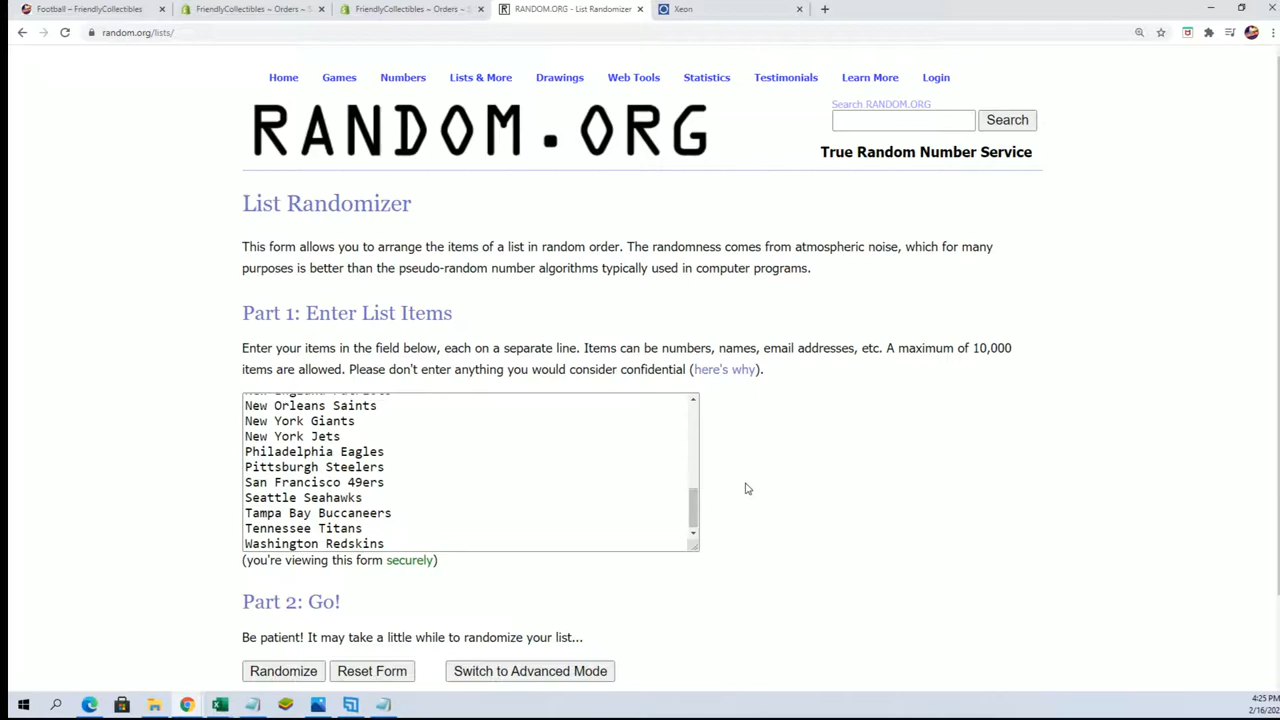 Football – FriendlyCollectibles
FriendlyCollectibles ~ Orders ~ S
FriendlyCollectibles ~ Orders ~
RANDOM.ORG - List Randomizer
Xeon
random.org/lists/
Home Games Numbers Lists & More Drawings Web Tools Statistics Testimonials Learn More Login
RANDOM.ORG
Search RANDOM.ORG
Search
True Random Number Service
List Randomizer
This form allows you to arrange the items of a list in random order. The randomness comes from atmospheric noise, which for many
purposes is better than the pseudo-random number algorithms typically used in computer programs.
Part 1: Enter List Items
Enter your items in the field below, each on a separate line. Items can be numbers, names, email addresses, etc. A maximum of 10,000
items are allowed. Please don't enter anything you would consider confidential (here's why).
New Orleans Saints
New York Giants
New York Jets
Philadelphia Eagles
Pittsburgh Steelers
San Francisco 49ers
Seattle Seahawks
Tampa Bay Buccaneers
Tennessee Titans
Washington Redskins
(you're viewing this form securely)
Part 2: Go!
Be patient! It may take a little while to randomize your list...
Randomize Reset Form Switch to Advanced Mode
4:25 PM
2/16/202